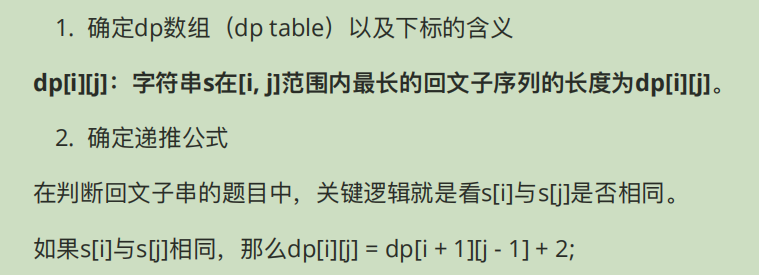 1. 确定dp数组（dp table）以及下标的含义
dp[i][j]：字符串s在[i, j]范围内最长的回文子序列的长度为dp[i][j]。
2. 确定递推公式
在判断回文子串的题目中，关键逻辑就是看s[i]与s[j]是否相同。
如果s[i]与s[j]相同，那么dp[i][j] = dp[i + 1][j - 1] + 2;